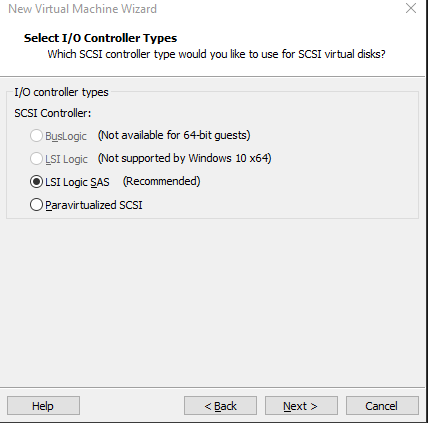 New Virtual Machine Wizard
Select I/O Controller Types
Which SCSI controller type would you like to use for SCSI virtual disks?
I/O controller types
SCSI Controller:
BusLogic (Not available for 64-bit guests)
LSI Logic (Not supported by Windows 10 x64)
LSI Logic SAS (Recommended)
Paravirtualized SCSI
Help < Back Next > Cancel